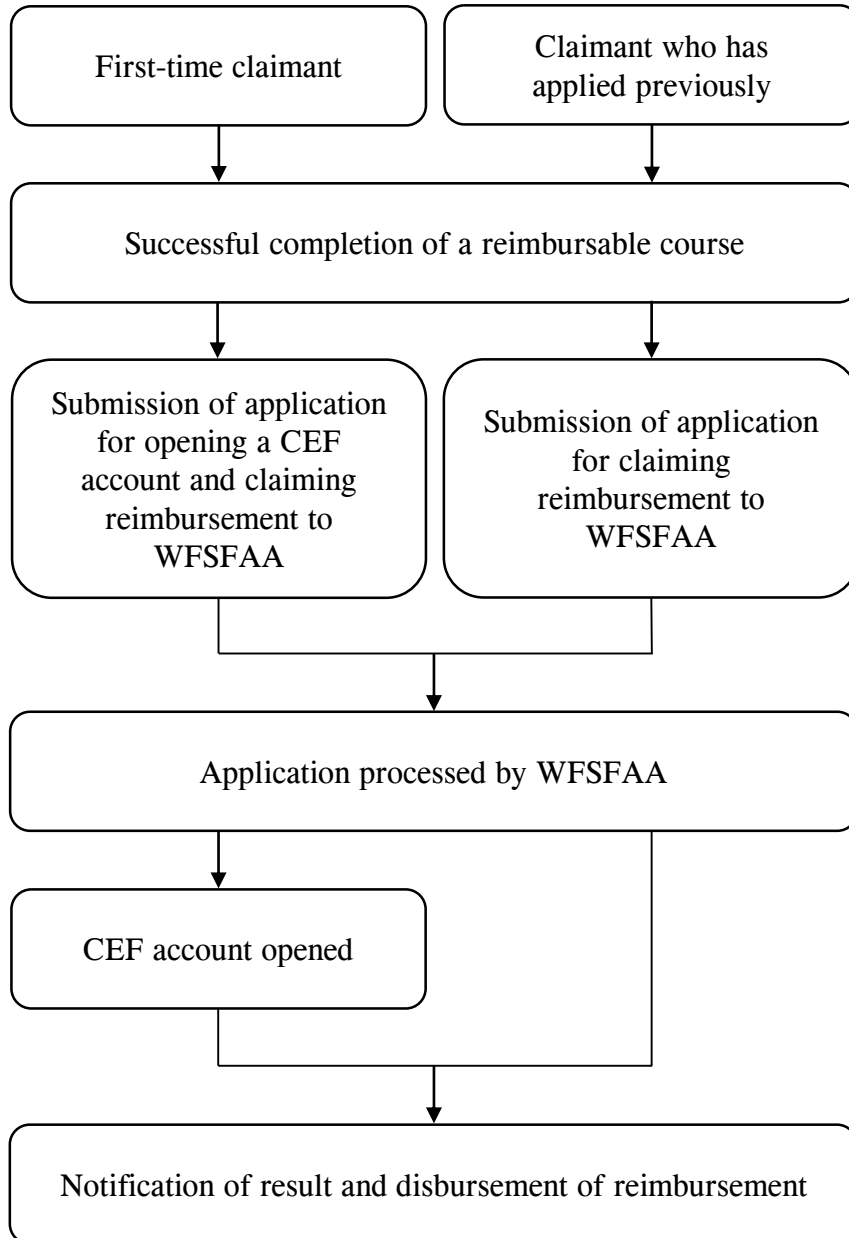 First-time claimant
Claimant who has
applied previously
Successful completion of a reimbursable course
Submission of application
for opening a CEF
account and claiming
reimbursement to
WFSFAA
Submission of application
for claiming
reimbursement to
WFSFAA
Application processed by WFSFAA
CEF account opened
Notification of result and disbursement of reimbursement